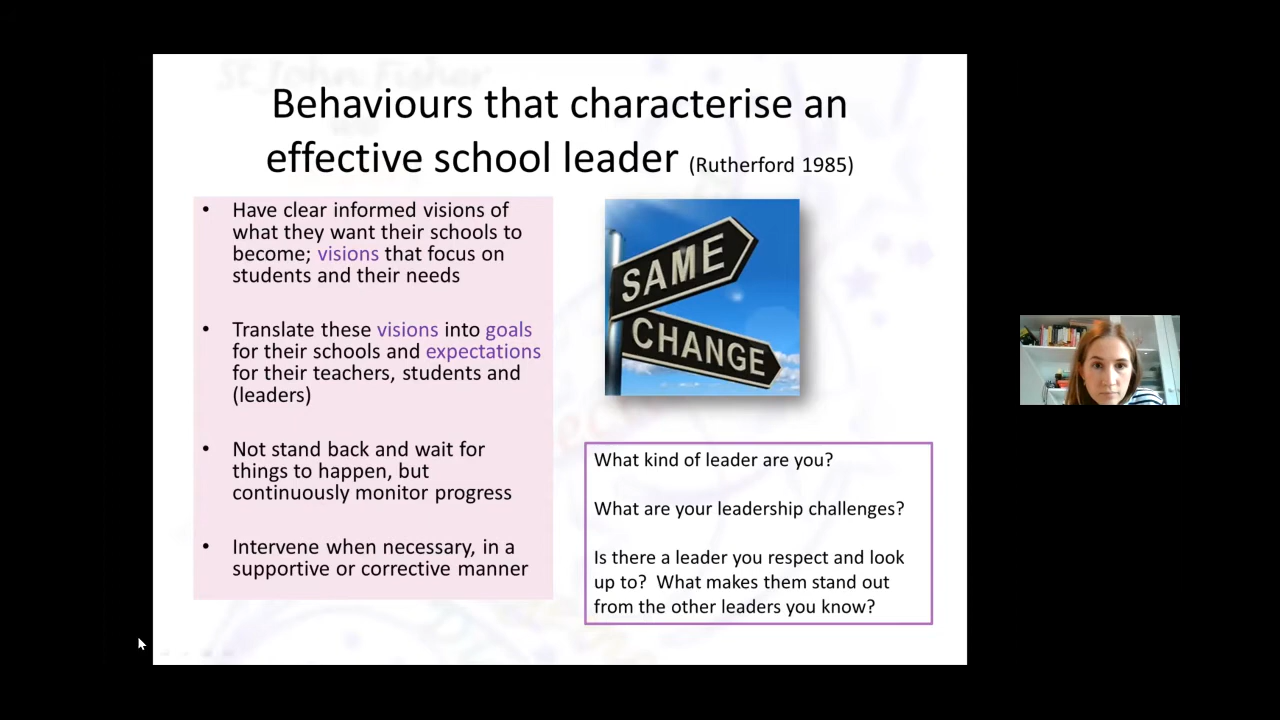 St John Fisher
Behaviours that characterise an
effective school leader (Rutherford 1985)
• Have clear informed visions of
what they want their schools to
become; visions that focus on
students and their needs
• Translate these visions into goals
for their schools and expectations
for their teachers, students and
(leaders)
• Not stand back and wait for
things to happen, but
continuously monitor progress
• Intervene when necessary, in a
supportive or corrective manner
SAME
CHANGE
What kind of leader are you?
What are your leadership challenges?
Is there a leader you respect and look
up to? What makes them stand out
from the other leaders you know?